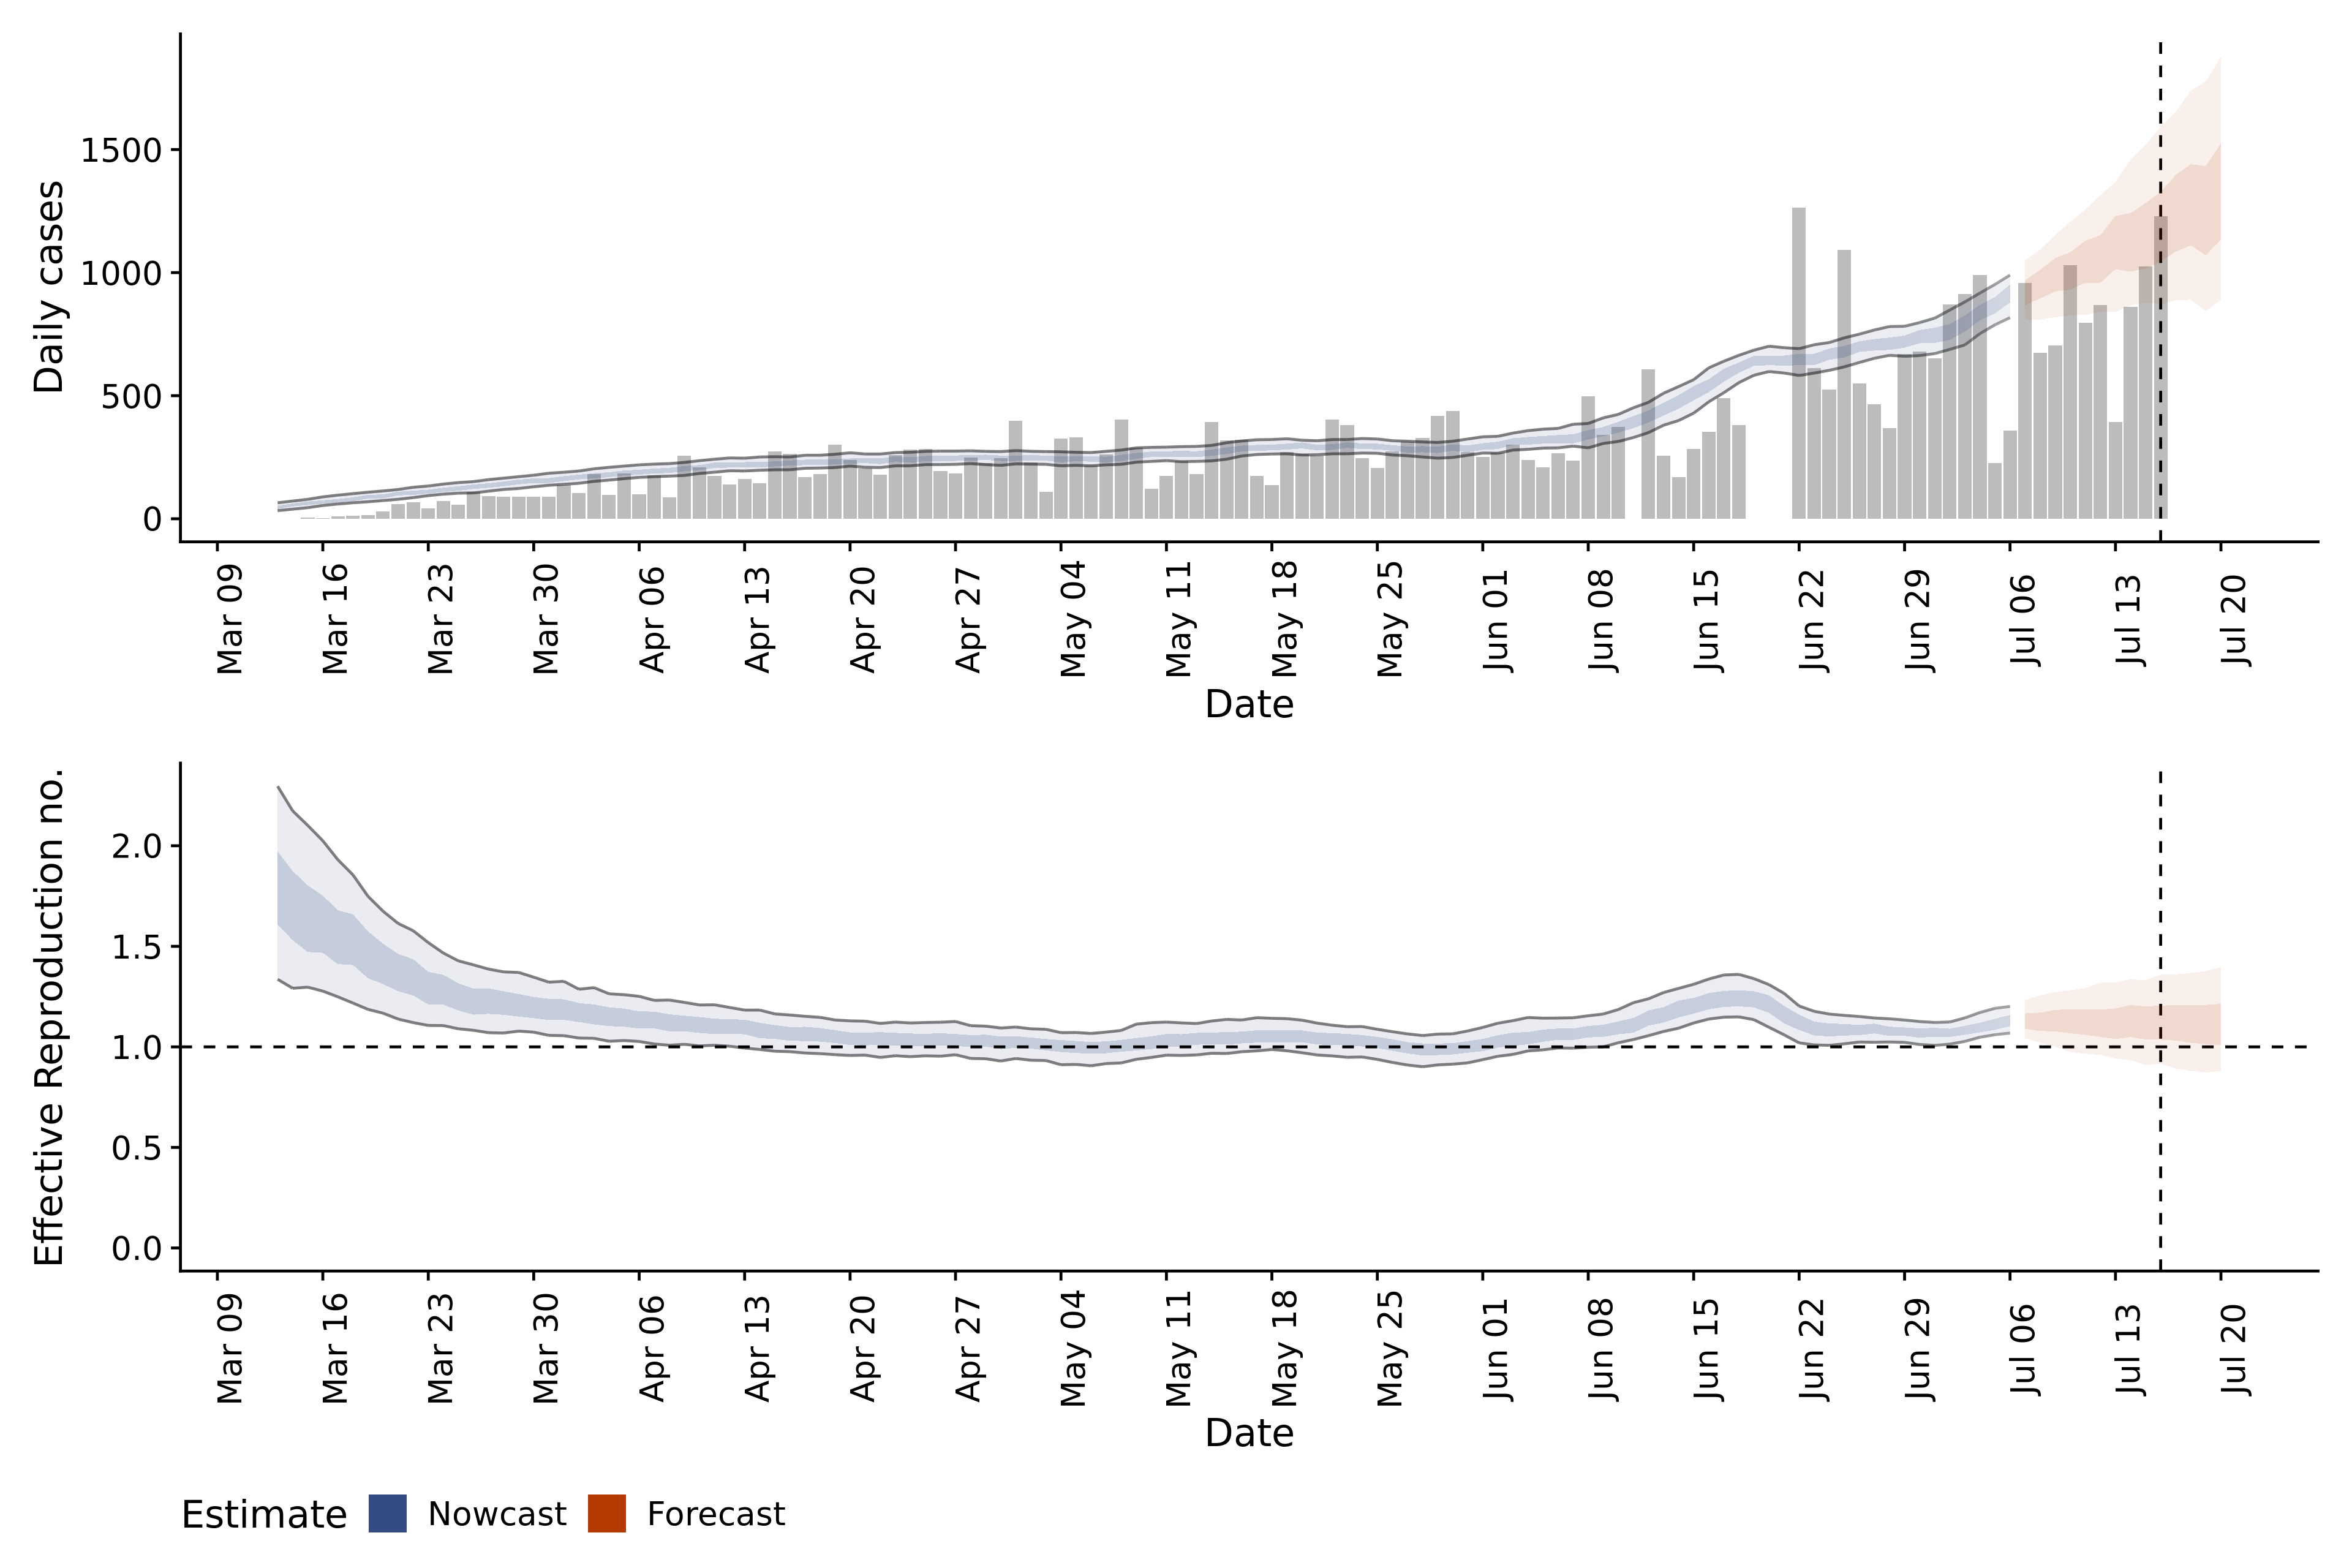 Daily cases
1500
1000
500
0
Mar 09
Mar 16
Mar 23
Mar 30
Apr 06
Apr 13
Apr 20
Apr 27
May 04
May 11
May 18
May 25
Jun 01
Jun 08
Jun 15
Jun 22
Jun 29
Jul 06
Jul 13
Jul 20
Date
Effective Reproduction no.
2.0
1.5
1.0
0.5
0.0
Mar 09
Mar 16
Mar 23
Mar 30
Apr 06
Apr 13
Apr 20
Apr 27
May 04
May 11
May 18
May 25
Jun 01
Jun 08
Jun 15
Jun 22
Jun 29
Jul 06
Jul 13
Jul 20
Date
Estimate Nowcast Forecast